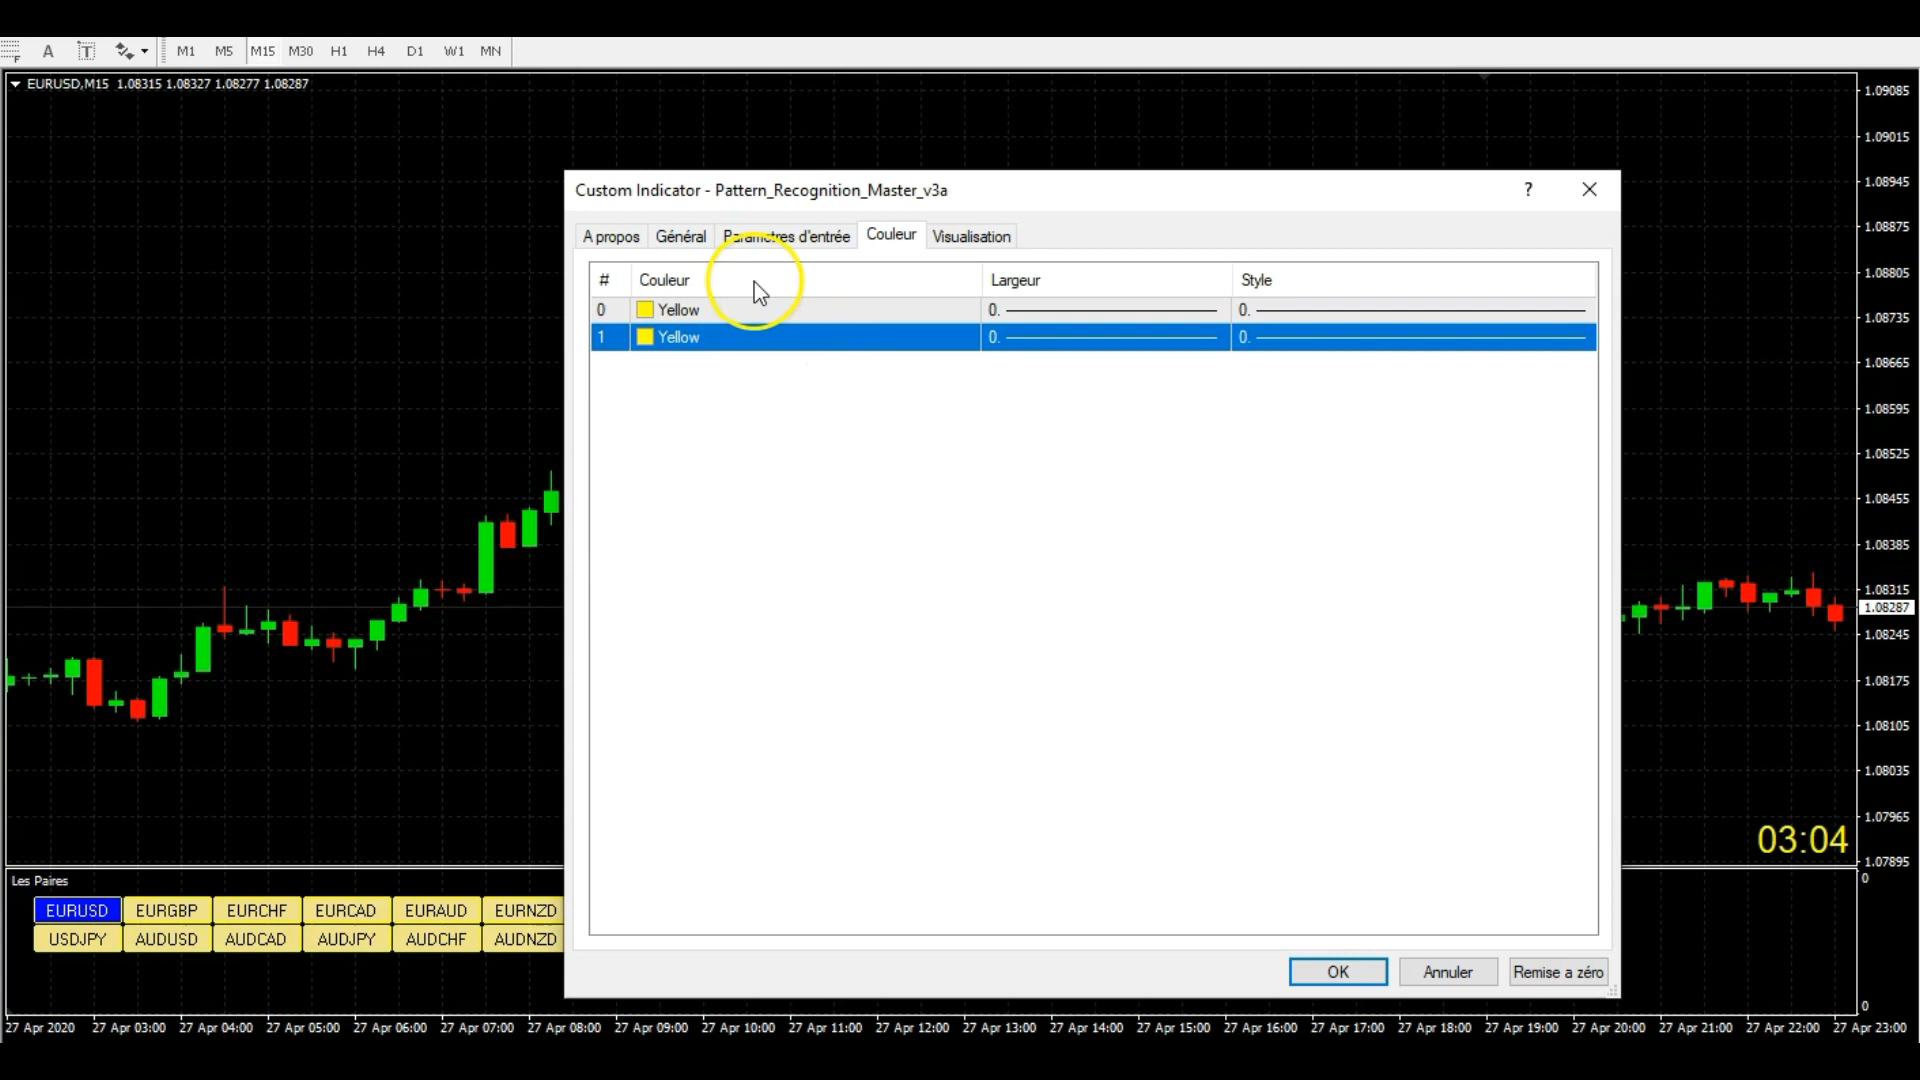 A T M1 M5 M15 M30 H1 H4 D1 W1 MN
EURUSD,M15 1.08315 1.08327 1.08277 1.08287
1.09085
1.09015
1.08945
1.08875
1.08805
1.08735
1.08665
1.08595
1.08525
1.08455
1.08385
1.08315
1.08287
1.08245
1.08175
1.08105
1.08035
1.07965
1.07895
Custom Indicator - Pattern_Recognition_Master_v3a ?
A propos Général Paramètres d'entrée Couleur Visualisation
# Couleur Largeur Style
0 Yellow 0. 0.
1 Yellow 0. 0.
OK Annuler Remise a zéro
03:04
Les Paires
0
EURUSD EURGBP EURCHF EURCAD EURAUD EURNZD
USDJPY AUDUSD AUDCAD AUDJPY AUDCHF AUDNZD
0
27 Apr 2020 27 Apr 03:00 27 Apr 04:00 27 Apr 05:00 27 Apr 06:00 27 Apr 07:00 27 Apr 08:00 27 Apr 09:00 27 Apr 10:00 27 Apr 11:00 27 Apr 12:00 27 Apr 13:00 27 Apr 14:00 27 Apr 15:00 27 Apr 16:00 27 Apr 17:00 27 Apr 18:00 27 Apr 19:00 27 Apr 20:00 27 Apr 21:00 27 Apr 22:00 27 Apr 23:00